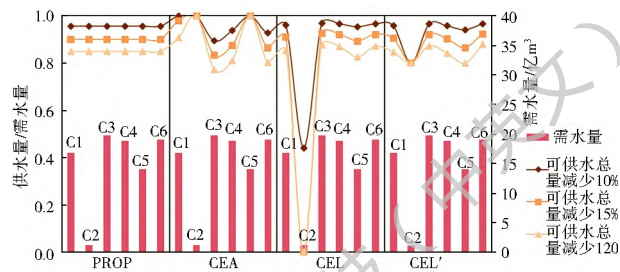 1.0
0.8
0.6
0.4
0.2
0.0
供水量/需水量
40
35
30
25
20
15
10
5
0
需水量/亿m³
C1
C2
C3
C4
C5
C6
C1
C2
C3
C4
C5
C6
C1
C2
C3
C4
C5
C6
C1
C2
C3
C4
C5
C6
PROP
CEA
CEL
CEL′
需水量
可供水总
量减少10%
可供水总
量减少15%
可供水总
量减少120
(中英文)